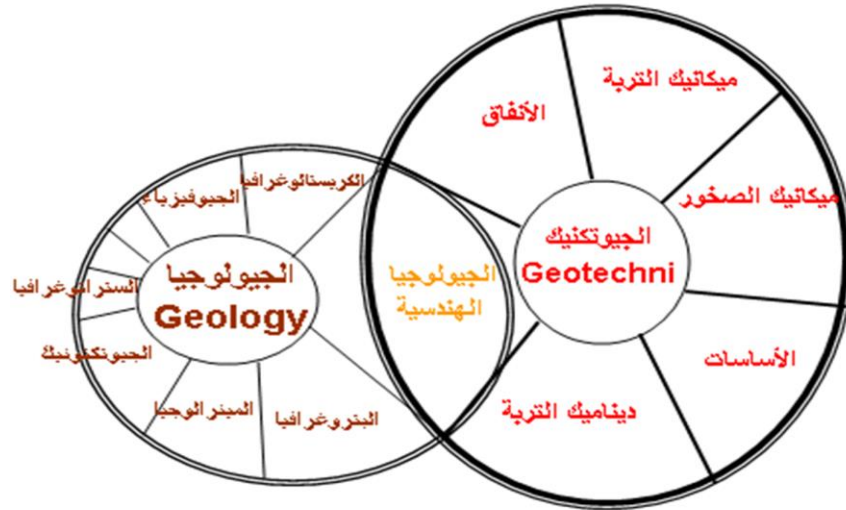 ميكانيك التربة
الأنفاق
ميكانيك الصخور
الجيوتكنيك
Geotechni
الأساسات
ديناميك التربة
الجيولوجيا
الهندسية
الكريستالوغرافيا
الجيوفيزياء
الجيولوجيا
Geology
الستراتوغرافيا
الجيوتكتونيك
المينرالوجيا
البتروغرافيا